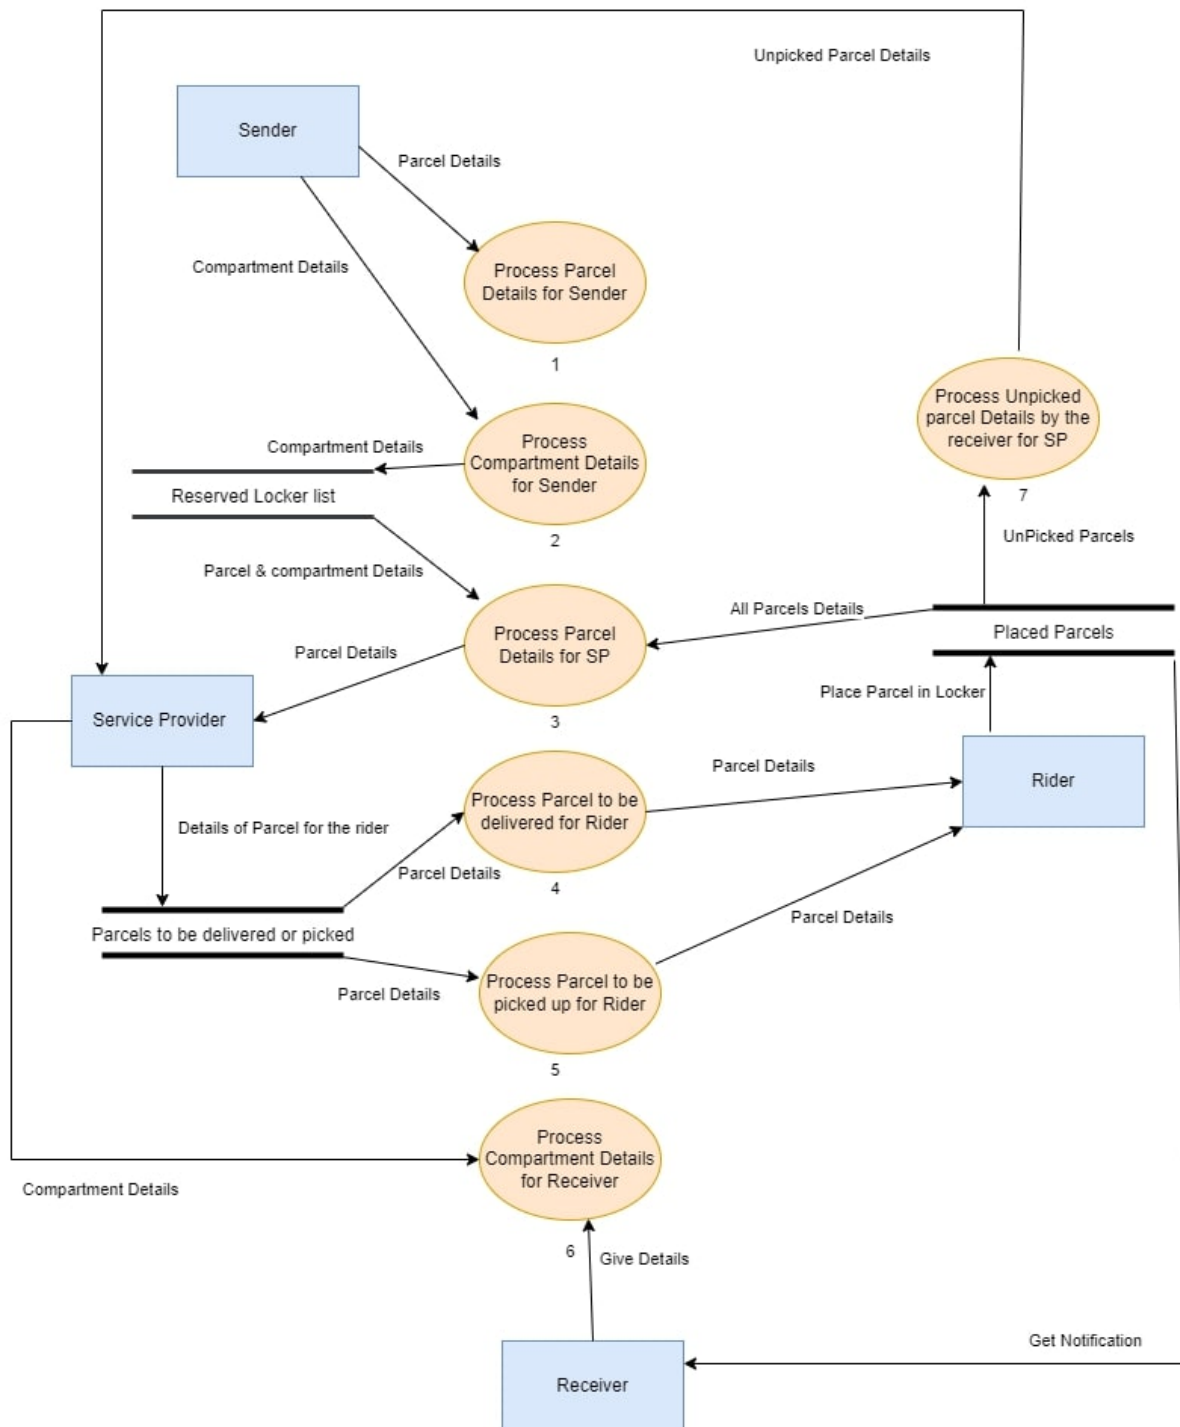 Unpicked Parcel Details
Sender
Parcel Details
Compartment Details
Process Parcel
Details for Sender
1
Process Unpicked
parcel Details by the
receiver for SP
7
Compartment Details
Process
Compartment Details
for Sender
2
Reserved Locker list
UnPicked Parcels
Parcel & compartment Details
All Parcels Details
Placed Parcels
Process Parcel
Details for SP
3
Parcel Details
Place Parcel in Locker
Service Provider
Parcel Details
Rider
Process Parcel to be
delivered for Rider
4
Details of Parcel for the rider
Parcel Details
Parcel Details
Parcels to be delivered or picked
Process Parcel to be
picked up for Rider
5
Parcel Details
Process
Compartment Details
for Receiver
6
Compartment Details
Give Details
Get Notification
Receiver